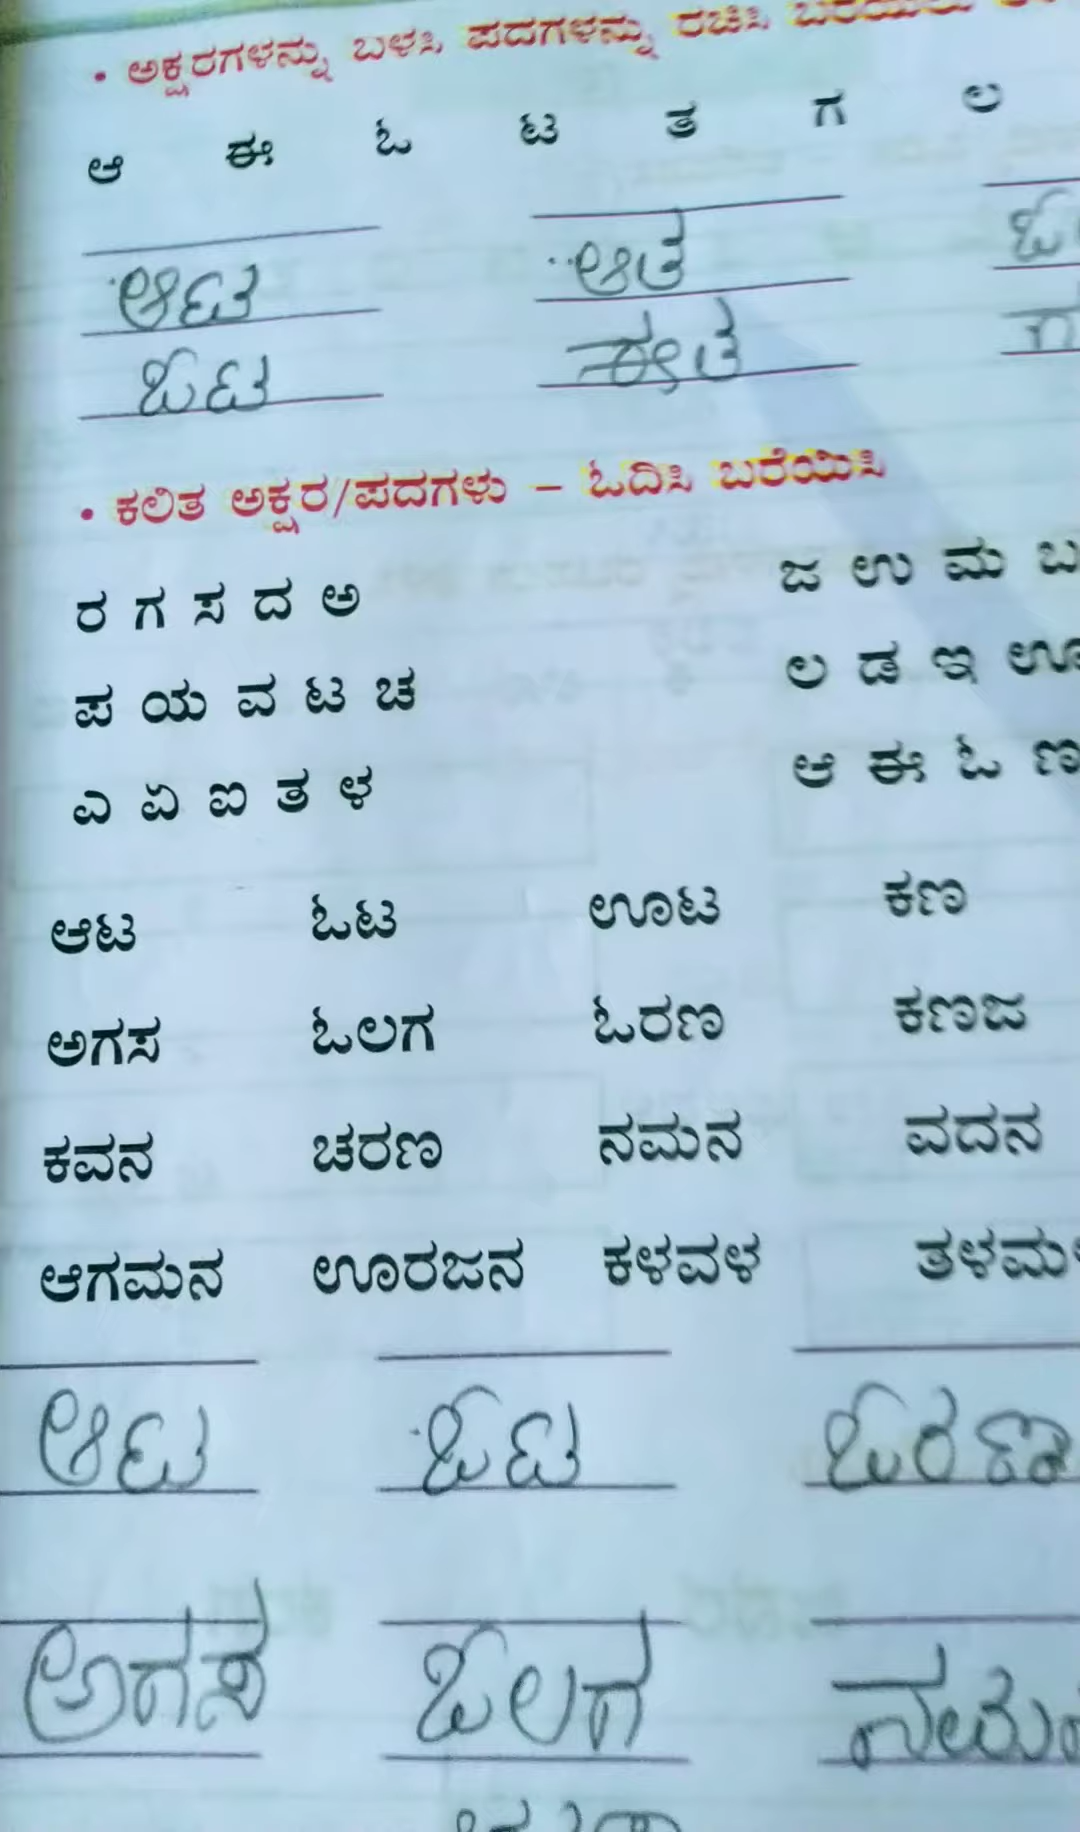 • ಅಕ್ಷರಗಳನ್ನು ಬಳಸಿ ಪದಗಳನ್ನು ರಚಿಸಿ
ಆ ಈ ಓ ಟ ತ ಗ ಲ
ಆಟ ಆತ
ಓಟ ಈತ
• ಕಲಿತ ಅಕ್ಷರ/ಪದಗಳು – ಓದಿಸಿ ಬರೆಯಿಸಿ
ರ ಗ ಸ ದ ಅ ಜ ಉ ಮ ಬ
ಪ ಯ ವ ಟ ಚ ಲ ಡ ಇ ಊ
ಎ ಏ ಐ ತ ಳ ಆ ಈ ಓ ಣ
ಆಟ ಓಟ ಊಟ ಕಣ
ಅಗಸ ಓಲಗ ಓರಣ ಕಣಜ
ಕವನ ಚರಣ ನಮನ ವದನ
ಆಗಮನ ಊರಜನ ಕಳವಳ
ಆಟ ಓಟ ಓರಣ
ಅಗಸ ಓಲಗ